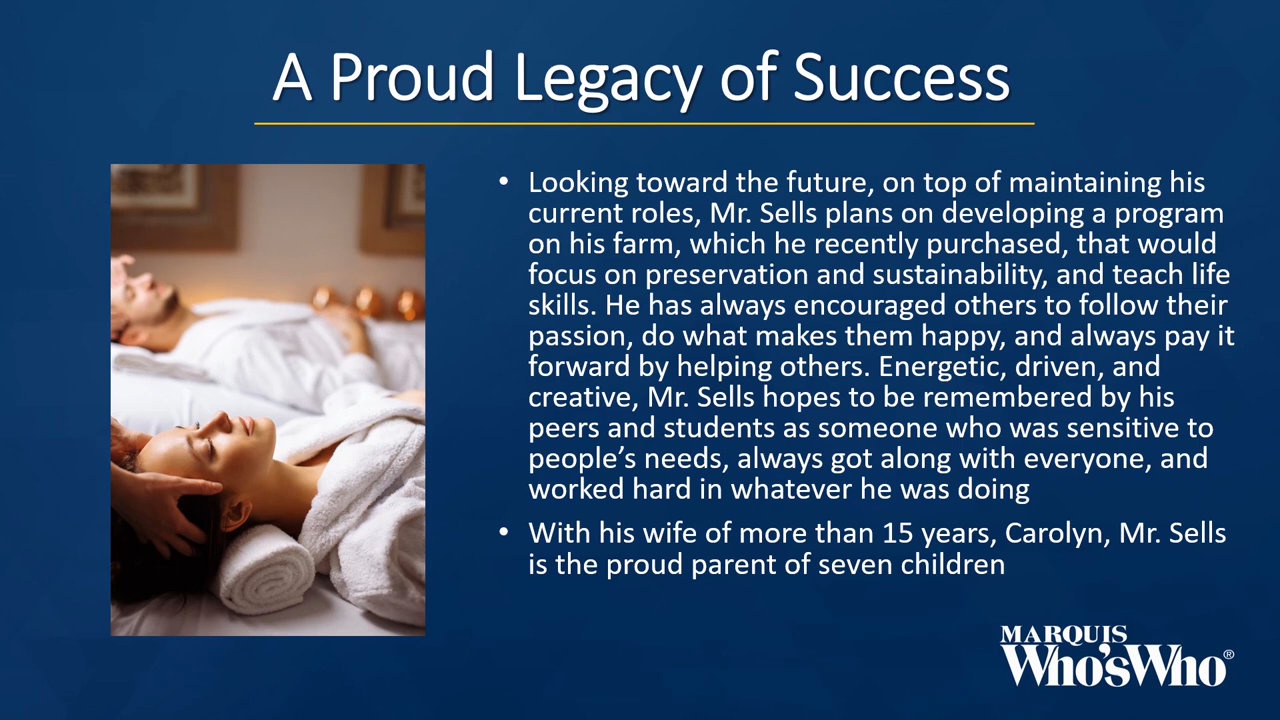 A Proud Legacy of Success
• Looking toward the future, on top of maintaining his
current roles, Mr. Sells plans on developing a program
on his farm, which he recently purchased, that would
focus on preservation and sustainability, and teach life
skills. He has always encouraged others to follow their
passion, do what makes them happy, and always pay it
forward by helping others. Energetic, driven, and
creative, Mr. Sells hopes to be remembered by his
peers and students as someone who was sensitive to
people’s needs, always got along with everyone, and
worked hard in whatever he was doing
• With his wife of more than 15 years, Carolyn, Mr. Sells
is the proud parent of seven children
MARQUIS
Who'sWho®